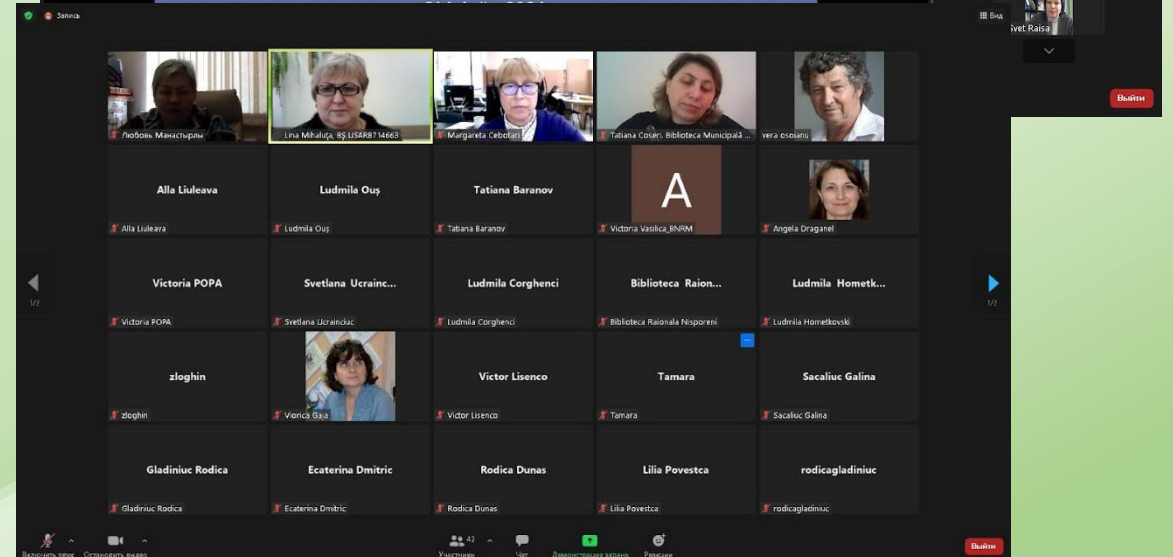 Запись
Вид
Svet Raisa
Выйти
Любовь Манастырлы
Lina Mihaluţa, BŞ USARB714663
Margareta Cebotari
Tatiana Coseri, Biblioteca Municipală ...
vera osoianu
Alla Liuleava
Ludmila Ouş
Tatiana Baranov
A
Alla Liuleava
Ludmila Ouş
Tatiana Baranov
Victoria Vasilica_BNRM
Angela Draganel
Victoria POPA
Svetlana Ucrainc...
Ludmila Corghenci
Biblioteca Raion...
Ludmila Hometk...
1/2
1/2
Victoria POPA
Svetlana Ucrainciuc
Ludmila Corghenci
Biblioteca Raionala Nisporeni
Ludmila Hometkovski
zloghin
Victor Lisenco
Tamara
Sacaliuc Galina
zloghin
Viorica Gaja
Victor Lisenco
Tamara
Sacaliuc Galina
Gladiniuc Rodica
Ecaterina Dmitric
Rodica Dunas
Lilia Povestca
rodicagladiniuc
Gladiniuc Rodica
Ecaterina Dmitric
Rodica Dunas
Lilia Povestca
rodicagladiniuc
42
Включить звук
Остановить видео
Участники
Чат
Демонстрация экрана
Реакции
Выйти